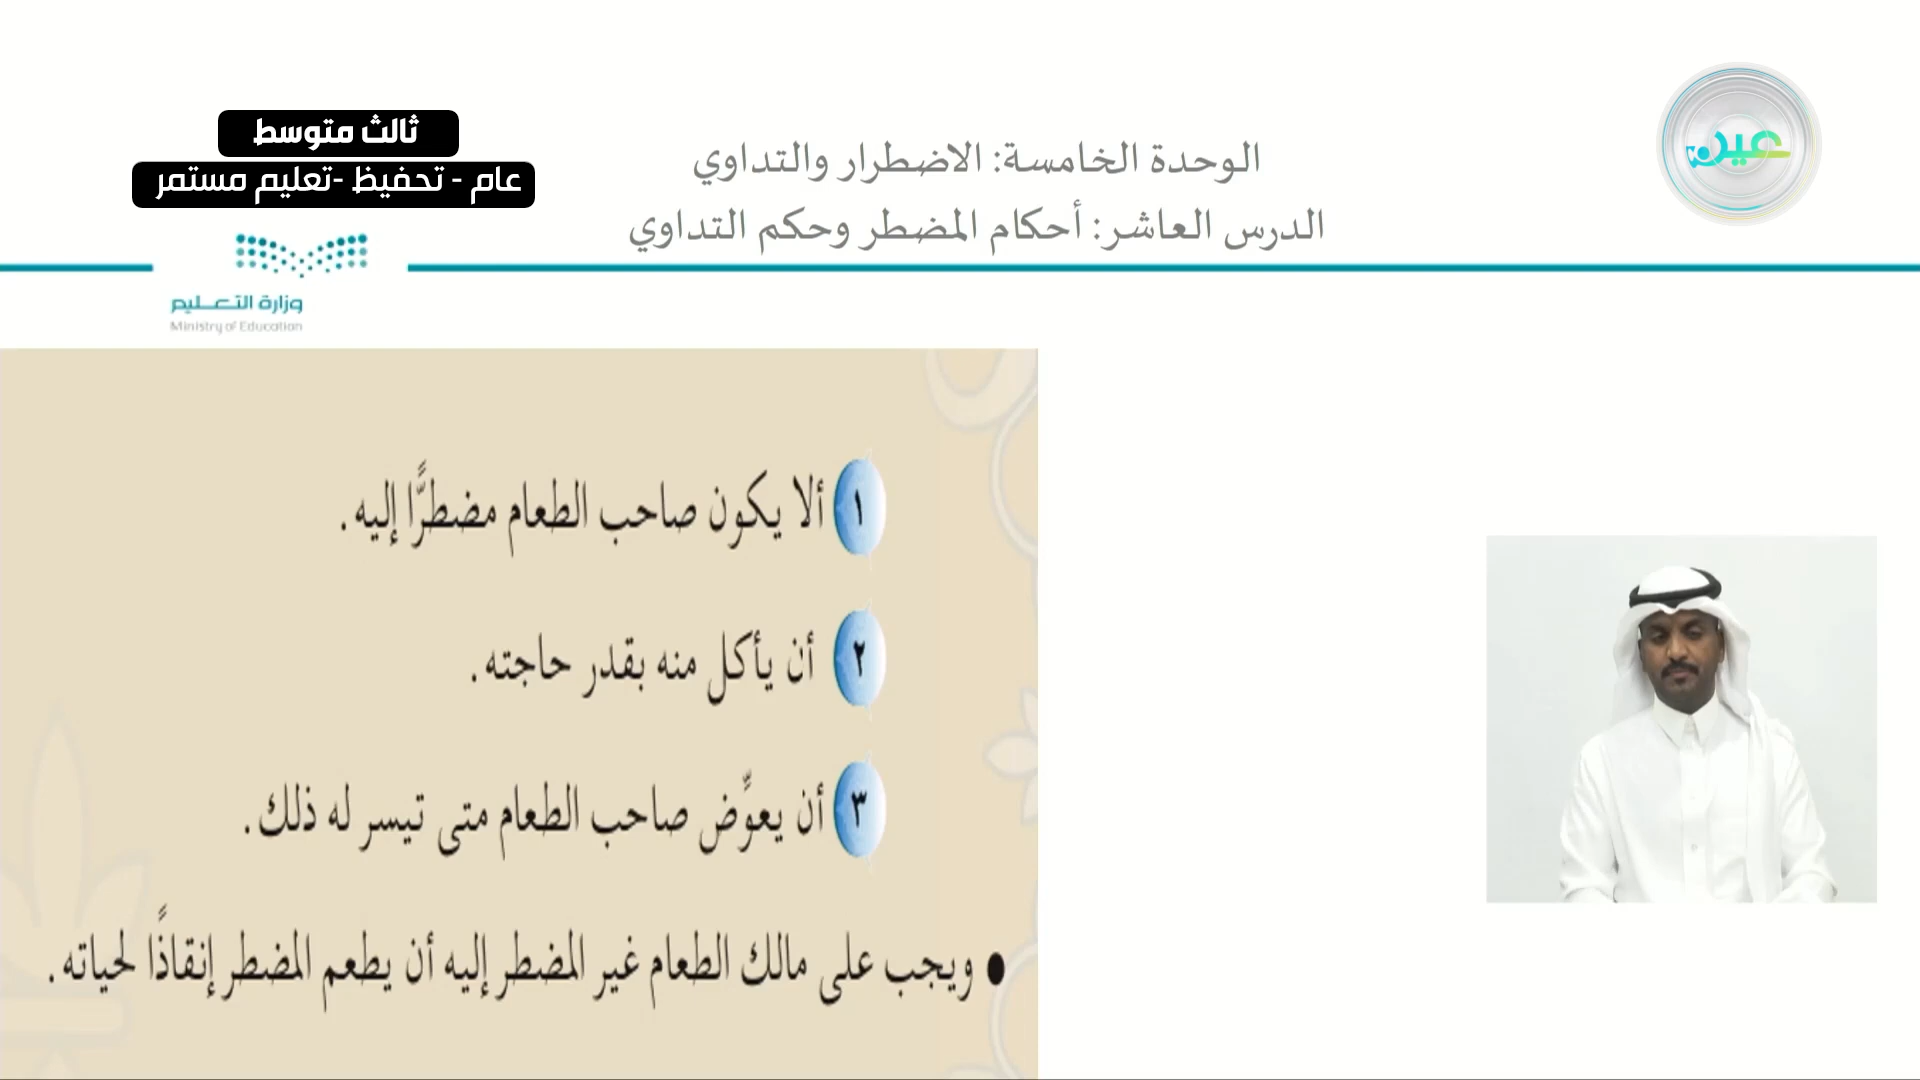 ثالث متوسط
عام - تحفيظ -تعليم مستمر
الوحدة الخامسة: الاضطرار والتداوي
الدرس العاشر: أحكام المضطر وحكم التداوي
عين
وزارة التعـــليم
Ministry of Education
١ ألا يكون صاحب الطعام مضطرًّا إليه.
٢ أن يأكل منه بقدر حاجته.
٣ أن يعوِّض صاحب الطعام متى تيسر له ذلك.
• ويجب على مالك الطعام غير المضطر إليه أن يطعم المضطر إنقاذًا لحياته.